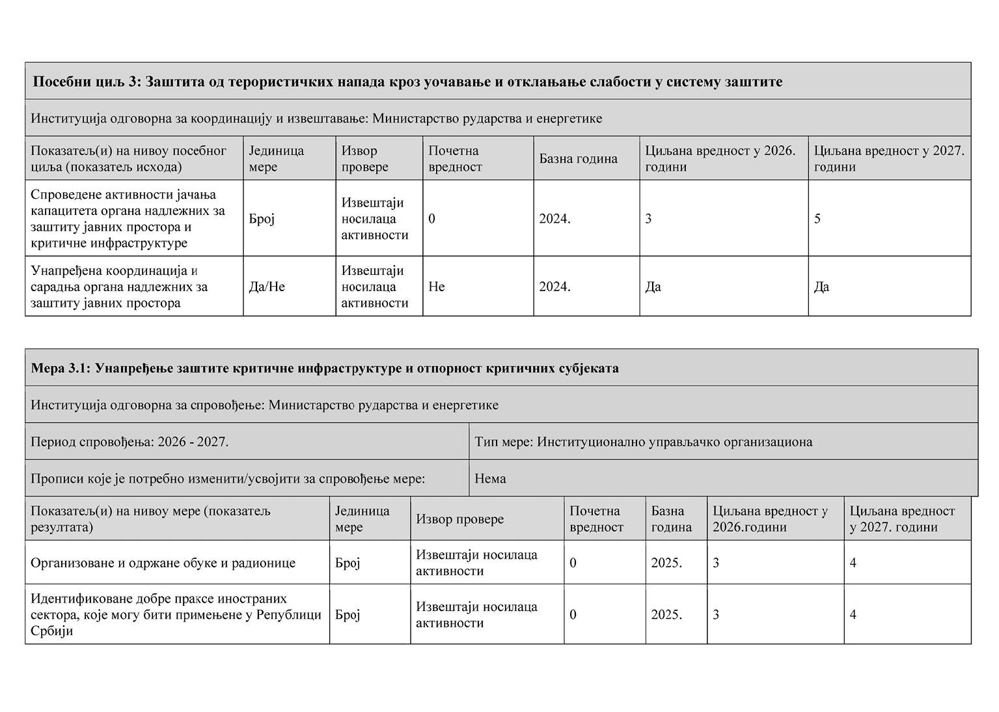 Посебни циљ 3: Заштита од терористичких напада кроз уочавање и отклањање слабости у систему заштите
Институција одговорна за координацију и извештавање: Министарство рударства и енергетике
Показатељ(и) на нивоу посебног
циља (показатељ исхода)
Јединица
мере
Извор
провере
Почетна
вредност
Базна година
Циљана вредност у 2026.
години
Циљана вредност у 2027.
години
Спроведене активности јачања
капацитета органа надлежних за
заштиту јавних простора и
критичне инфраструктуре
Број
Извештаји
носилаца
активности
0
2024.
3
5
Унапређена координација и
сарадња органа надлежних за
заштиту јавних простора
Да/Не
Извештаји
носилаца
активности
Не
2024.
Да
Да
Мера 3.1: Унапређење заштите критичне инфраструктуре и отпорност критичних субјеката
Институција одговорна за спровођење: Министарство рударства и енергетике
Период спровођења: 2026 - 2027.
Тип мере: Институционално управљачко организациона
Прописи које је потребно изменити/усвојити за спровођење мере:
Нема
Показатељ(и) на нивоу мере (показатељ
резултата)
Јединица
мере
Извор провере
Почетна
вредност
Базна
година
Циљана вредност у
2026.години
Циљана вредност
у 2027. години
Организоване и одржане обуке и радионице
Број
Извештаји носилаца
активности
0
2025.
3
4
Идентификоване добре праксе иностраних
сектора, које могу бити примењене у Републици
Србији
Број
Извештаји носилаца
активности
0
2025.
3
4